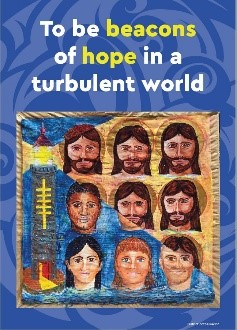 To be beacons
of hope in a
turbulent world